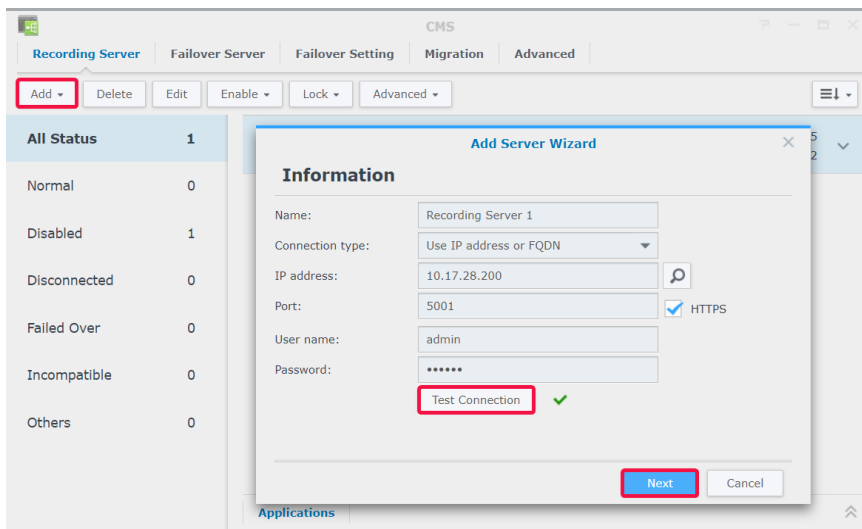 CMS
Recording Server Failover Server Failover Setting Migration Advanced
Add Delete Edit Enable Lock Advanced
All Status 1
Normal 0
Disabled 1
Disconnected 0
Failed Over 0
Incompatible 0
Others 0
5
2
Add Server Wizard
Information
Name: Recording Server 1
Connection type: Use IP address or FQDN
IP address: 10.17.28.200
Port: 5001 HTTPS
User name: admin
Password: ••••••
Test Connection
Next Cancel
Applications